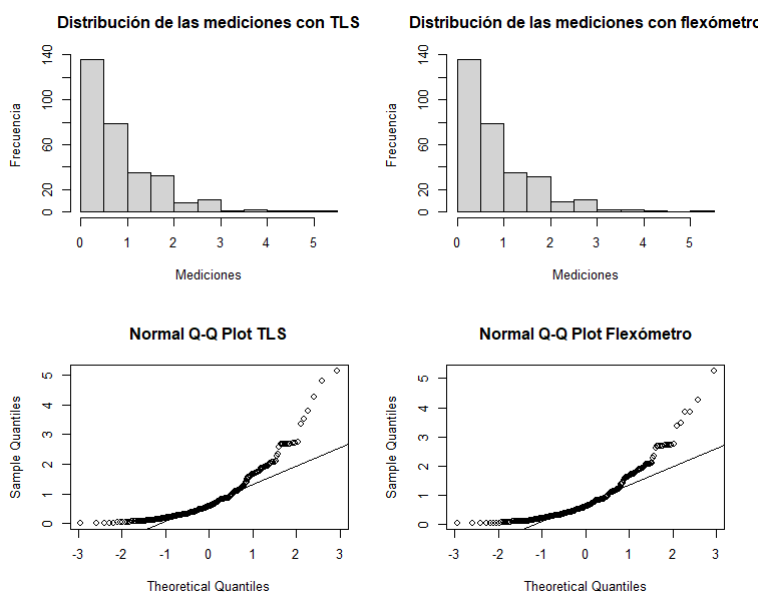 Distribución de las mediciones con TLS
Frecuencia
140
100
60
20
0
0 1 2 3 4 5
Mediciones
Distribución de las mediciones con flexómetro
Frecuencia
140
100
60
20
0
0 1 2 3 4 5
Mediciones
Normal Q-Q Plot TLS
Sample Quantiles
5
4
3
2
1
0
-3 -2 -1 0 1 2 3
Theoretical Quantiles
Normal Q-Q Plot Flexómetro
Sample Quantiles
5
4
3
2
1
0
-3 -2 -1 0 1 2 3
Theoretical Quantiles